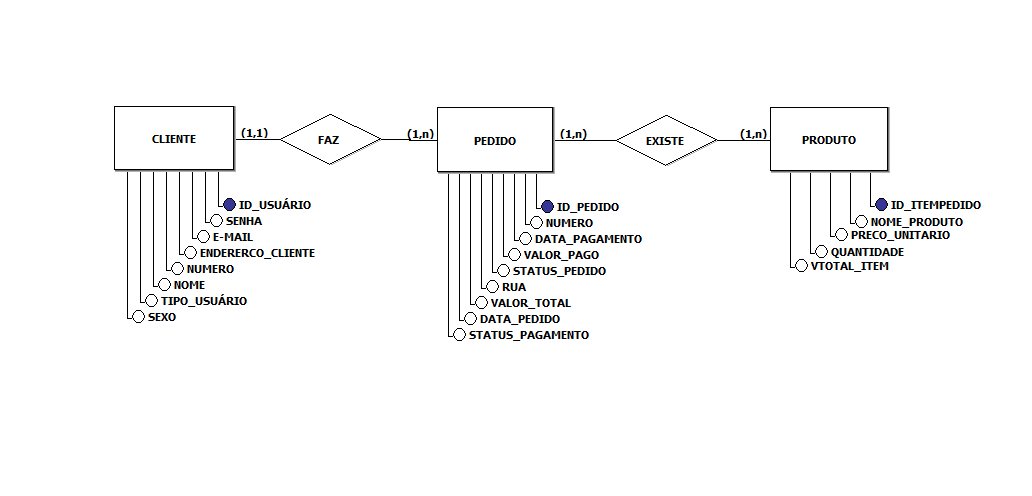 CLIENTE
(1,1)
FAZ
(1,n)
PEDIDO
(1,n)
EXISTE
(1,n)
PRODUTO
ID_USUÁRIO
SENHA
E-MAIL
ENDERERCO_CLIENTE
NUMERO
NOME
TIPO_USUÁRIO
SEXO
ID_PEDIDO
NUMERO
DATA_PAGAMENTO
VALOR_PAGO
STATUS_PEDIDO
RUA
VALOR_TOTAL
DATA_PEDIDO
STATUS_PAGAMENTO
ID_ITEMPEDIDO
NOME_PRODUTO
PRECO_UNITARIO
QUANTIDADE
VTOTAL_ITEM